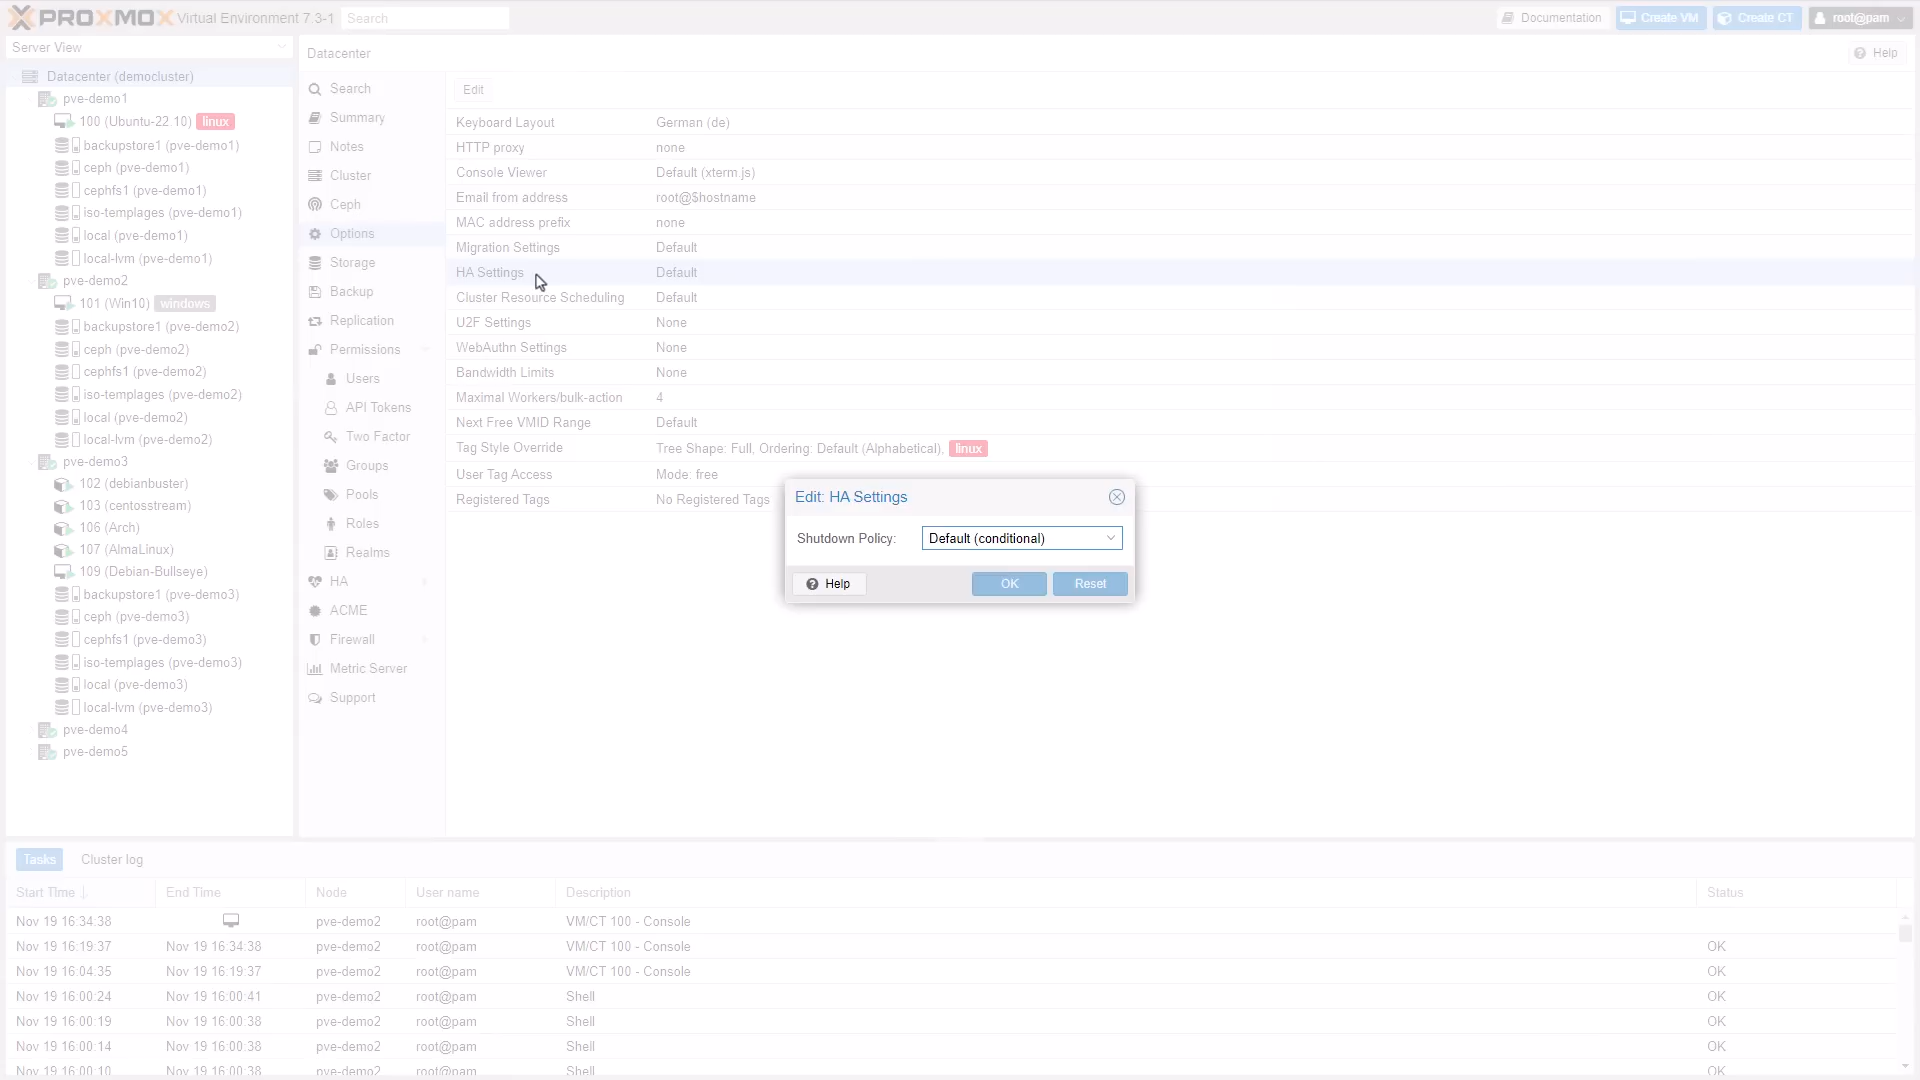 PROXMOX Virtual Environment 7.3-1 Search Documentation Create VM Create CT root@pam
Server View
Datacenter (democluster)
pve-demo1
100 (Ubuntu-22.10) linux
backupstore1 (pve-demo1)
ceph (pve-demo1)
cephfs1 (pve-demo1)
iso-templages (pve-demo1)
local (pve-demo1)
local-lvm (pve-demo1)
pve-demo2
101 (Win10) windows
backupstore1 (pve-demo2)
ceph (pve-demo2)
cephfs1 (pve-demo2)
iso-templages (pve-demo2)
local (pve-demo2)
local-lvm (pve-demo2)
pve-demo3
102 (debianbuster)
103 (centosstream)
106 (Arch)
107 (AlmaLinux)
109 (Debian-Bullseye)
backupstore1 (pve-demo3)
ceph (pve-demo3)
cephfs1 (pve-demo3)
iso-templages (pve-demo3)
local (pve-demo3)
local-lvm (pve-demo3)
pve-demo4
pve-demo5
Datacenter Help
Search
Summary
Notes
Cluster
Ceph
Options
Storage
Backup
Replication
Permissions
Users
API Tokens
Two Factor
Groups
Pools
Roles
Realms
HA
ACME
Firewall
Metric Server
Support
Edit
Keyboard Layout German (de)
HTTP proxy none
Console Viewer Default (xterm.js)
Email from address root@$hostname
MAC address prefix none
Migration Settings Default
HA Settings Default
Cluster Resource Scheduling Default
U2F Settings None
WebAuthn Settings None
Bandwidth Limits None
Maximal Workers/bulk-action 4
Next Free VMID Range Default
Tag Style Override Tree Shape: Full, Ordering: Default (Alphabetical), linux
User Tag Access Mode: free
Registered Tags No Registered Tags
Edit: HA Settings
Shutdown Policy: Default (conditional)
Help OK Reset
Tasks Cluster log
Start Time End Time Node User name Description Status
Nov 19 16:34:38 pve-demo2 root@pam VM/CT 100 - Console
Nov 19 16:19:37 Nov 19 16:34:38 pve-demo2 root@pam VM/CT 100 - Console OK
Nov 19 16:04:35 Nov 19 16:19:37 pve-demo2 root@pam VM/CT 100 - Console OK
Nov 19 16:00:24 Nov 19 16:00:41 pve-demo2 root@pam Shell OK
Nov 19 16:00:19 Nov 19 16:00:38 pve-demo2 root@pam Shell OK
Nov 19 16:00:14 Nov 19 16:00:38 pve-demo2 root@pam Shell OK
Nov 19 16:00:10 Nov 19 16:00:38 pve-demo2 root@pam Shell OK